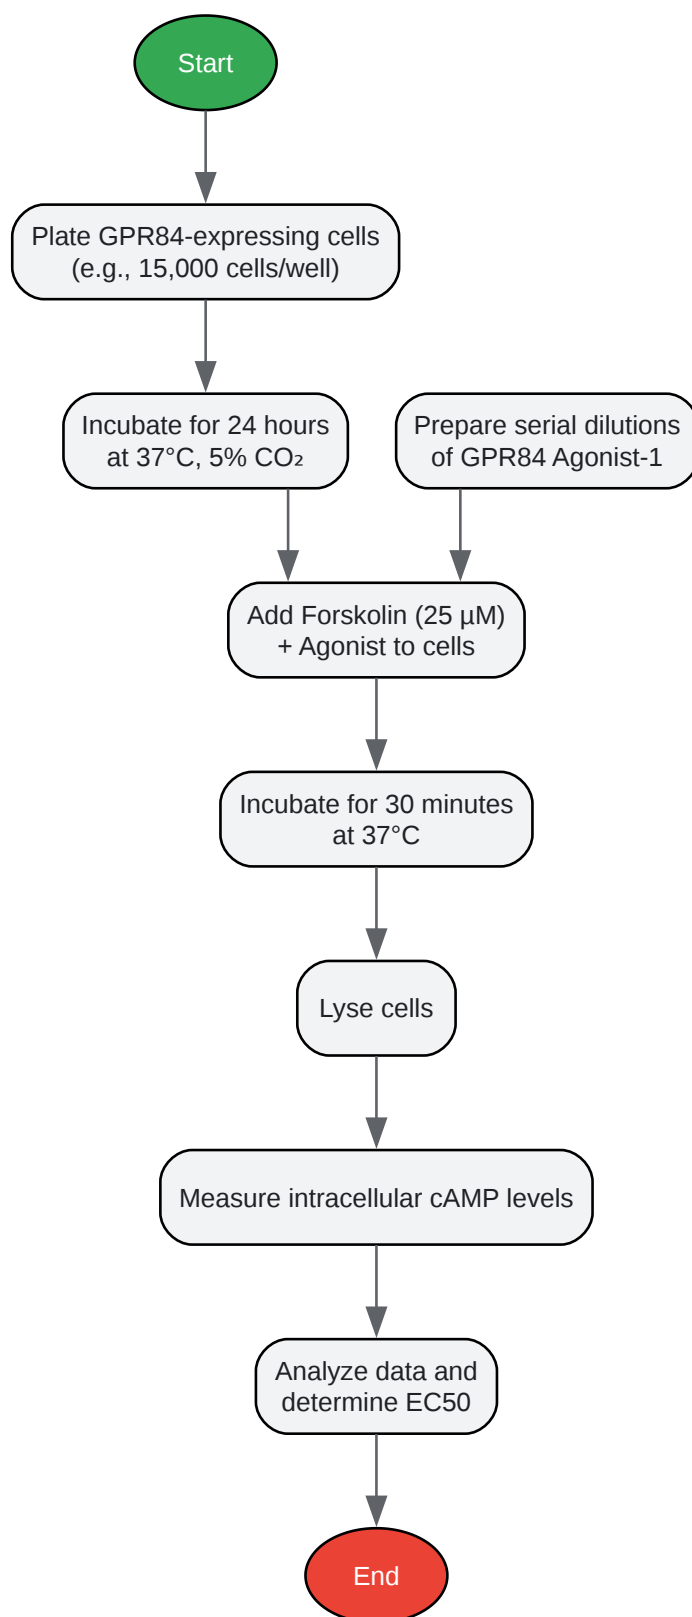 Start
Plate GPR84-expressing cells
(e.g., 15,000 cells/well)
Incubate for 24 hours
at 37°C, 5% CO₂
Prepare serial dilutions
of GPR84 Agonist-1
Add Forskolin (25 µM)
+ Agonist to cells
Incubate for 30 minutes
at 37°C
Lyse cells
Measure intracellular cAMP levels
Analyze data and
determine EC50
End